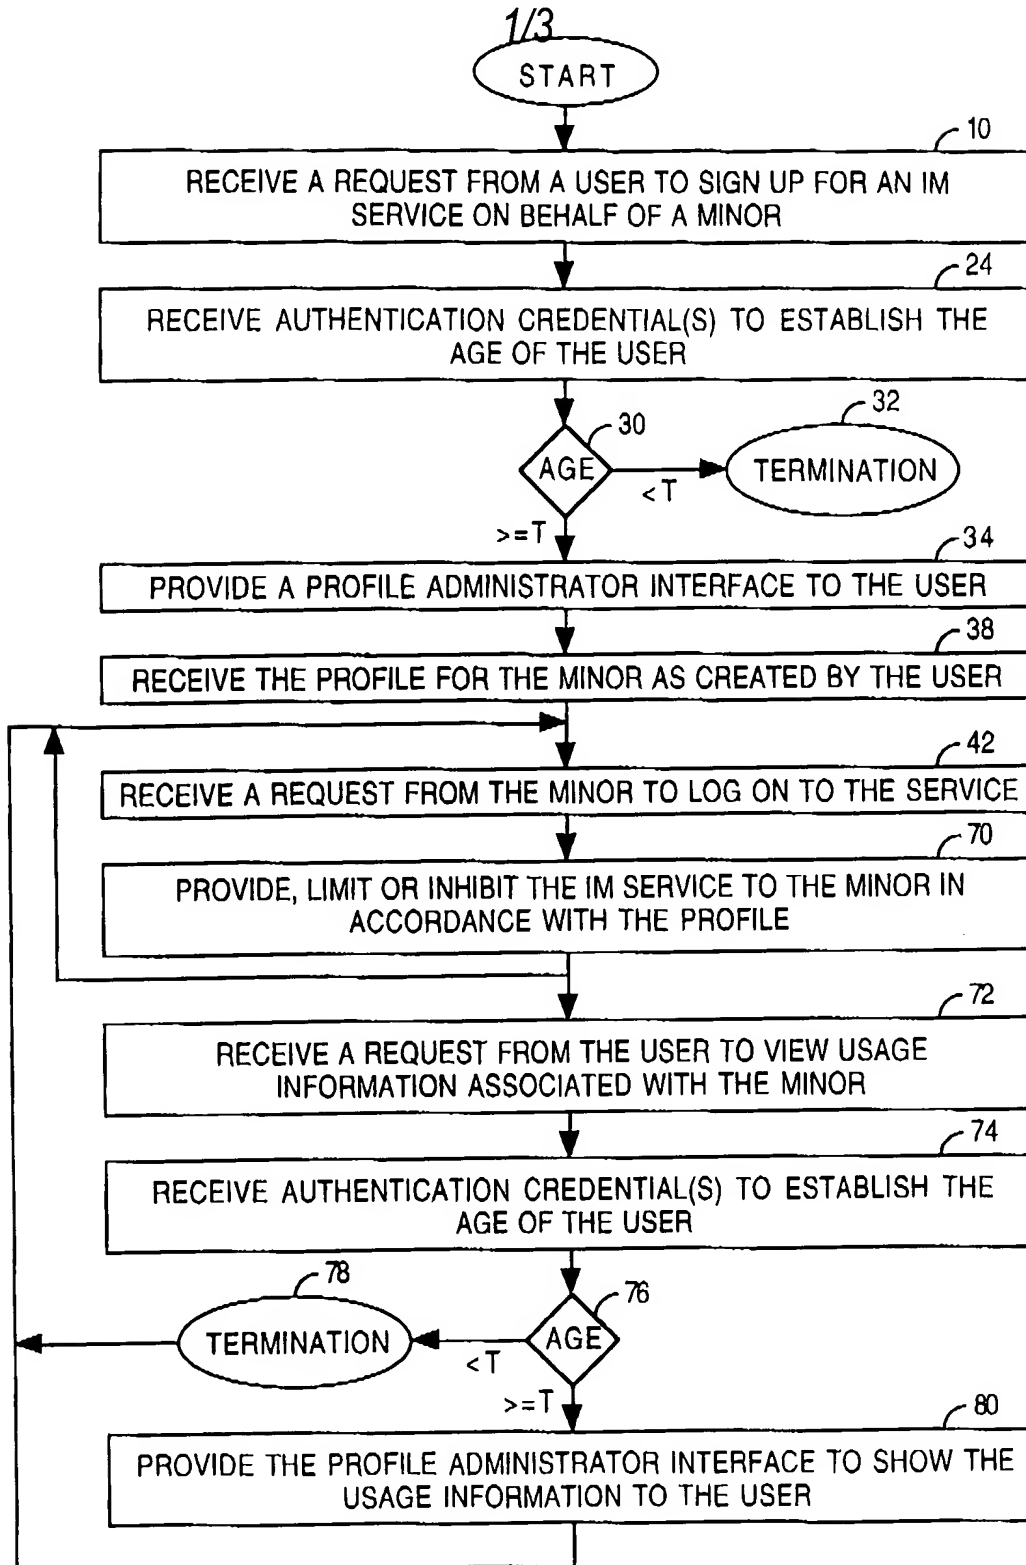 1/3
START
10
RECEIVE A REQUEST FROM A USER TO SIGN UP FOR AN IM
SERVICE ON BEHALF OF A MINOR
24
RECEIVE AUTHENTICATION CREDENTIAL(S) TO ESTABLISH THE
AGE OF THE USER
30
32
AGE
TERMINATION
<T
>=T
34
PROVIDE A PROFILE ADMINISTRATOR INTERFACE TO THE USER
38
RECEIVE THE PROFILE FOR THE MINOR AS CREATED BY THE USER
42
RECEIVE A REQUEST FROM THE MINOR TO LOG ON TO THE SERVICE
70
PROVIDE, LIMIT OR INHIBIT THE IM SERVICE TO THE MINOR IN
ACCORDANCE WITH THE PROFILE
72
RECEIVE A REQUEST FROM THE USER TO VIEW USAGE
INFORMATION ASSOCIATED WITH THE MINOR
74
RECEIVE AUTHENTICATION CREDENTIAL(S) TO ESTABLISH THE
AGE OF THE USER
78
76
TERMINATION
AGE
<T
>=T
80
PROVIDE THE PROFILE ADMINISTRATOR INTERFACE TO SHOW THE
USAGE INFORMATION TO THE USER